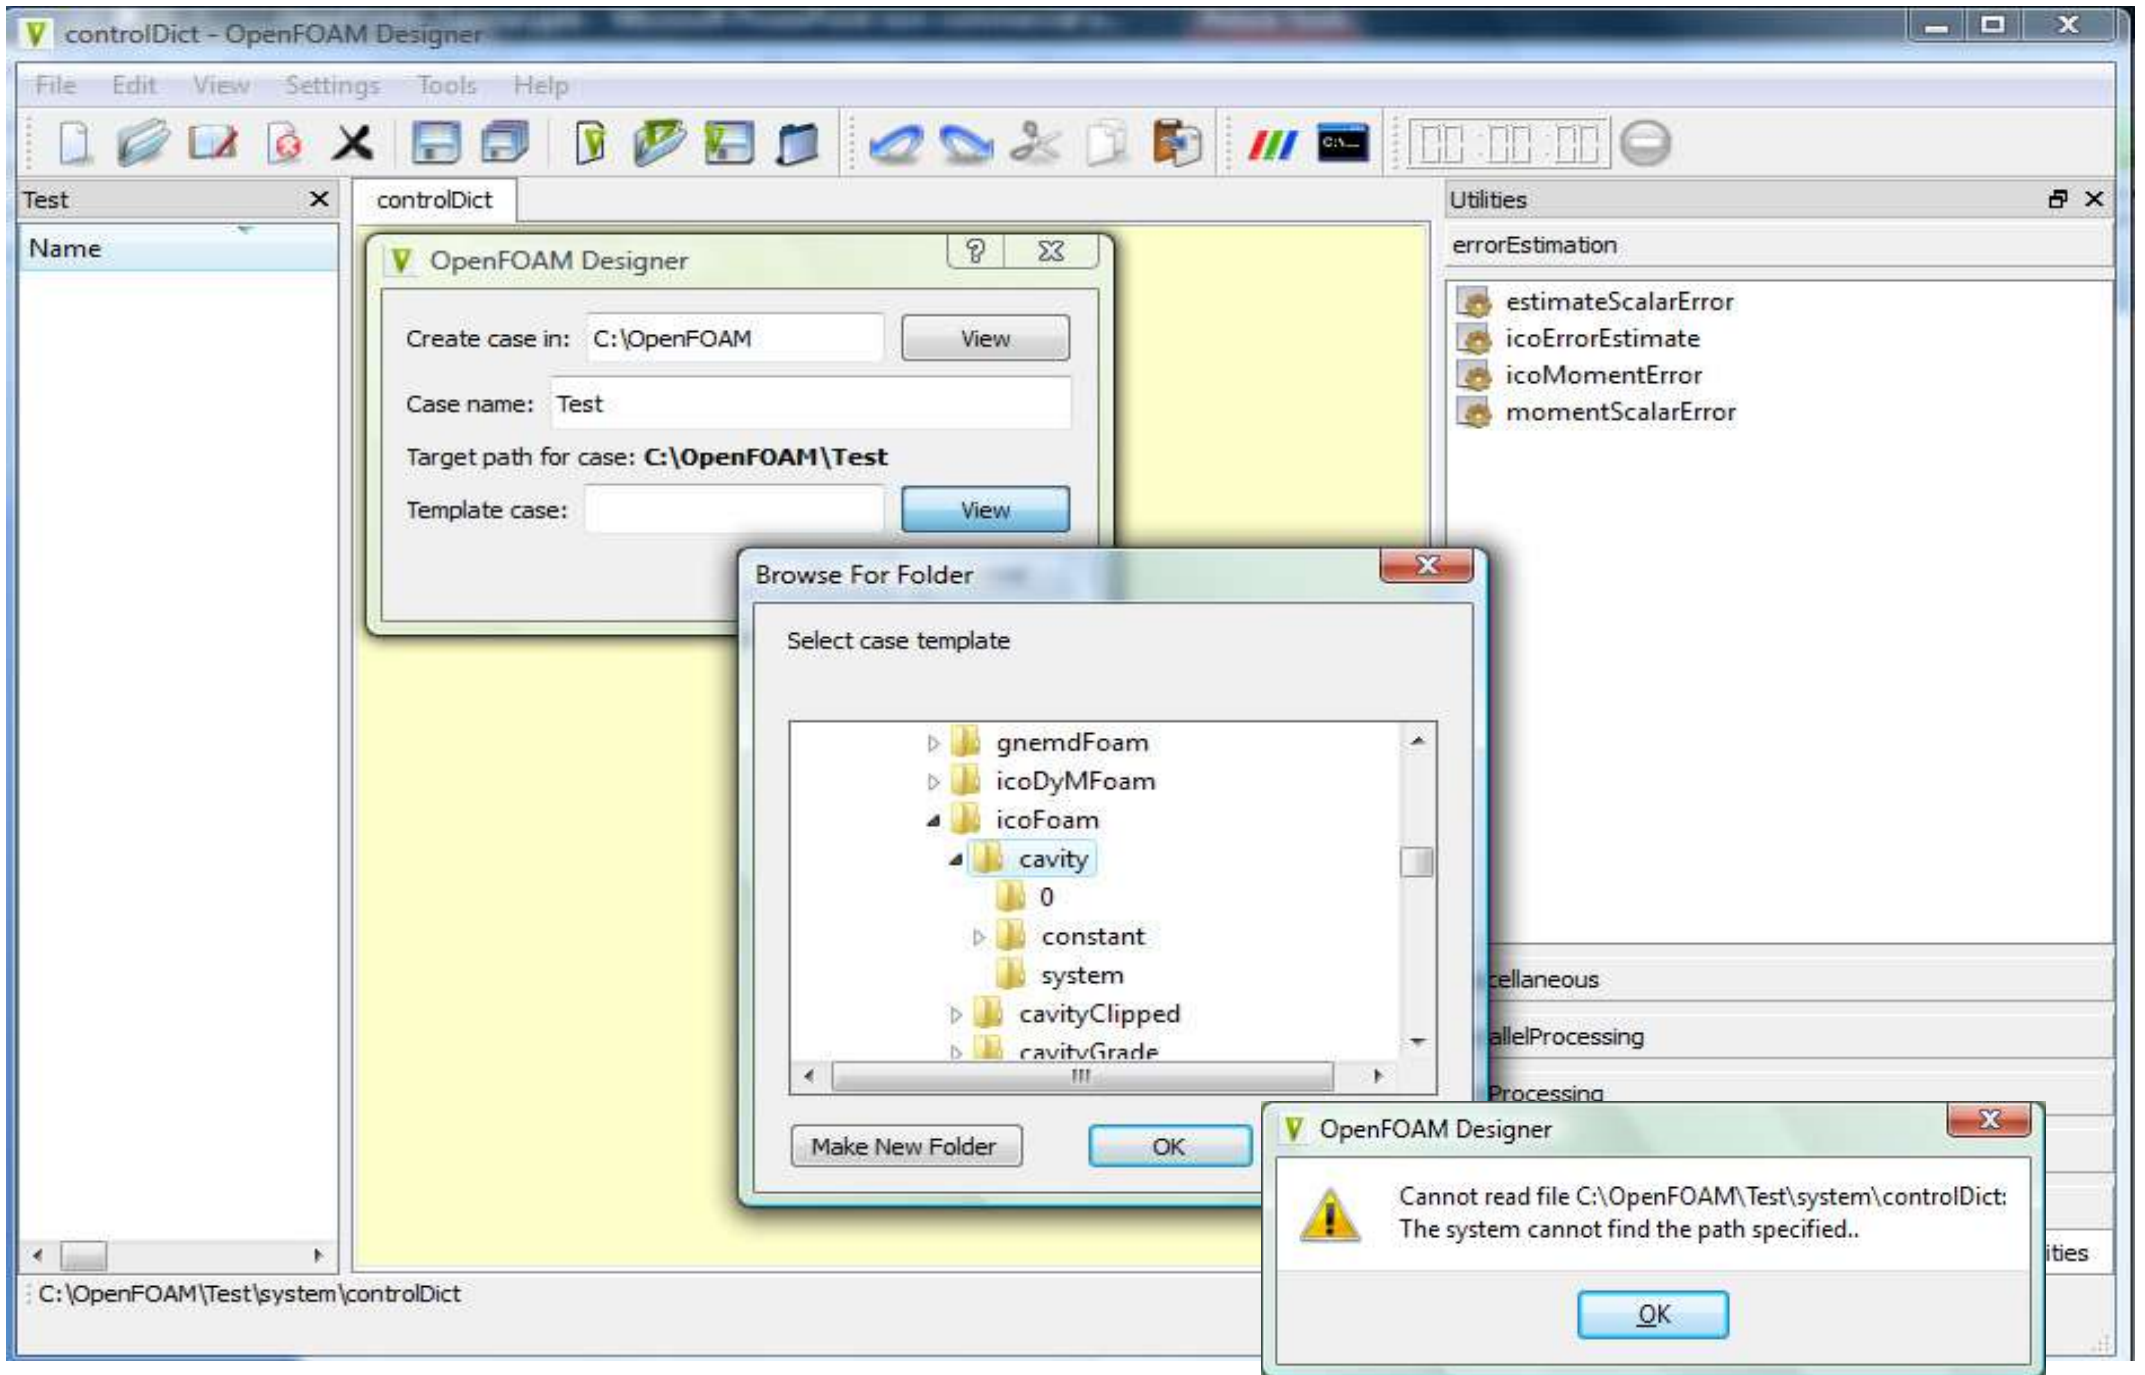 controlDict - OpenFOAM Designer
File Edit View Settings Tools Help
C:\_
Test
controlDict
Utilities
Name
errorEstimation
OpenFOAM Designer
Create case in: C:\OpenFOAM View
Case name: Test
Target path for case: C:\OpenFOAM\Test
Template case: View
estimateScalarError
icoErrorEstimate
icoMomentError
momentScalarError
Browse For Folder
Select case template
gnemdFoam
icoDyMFoam
icoFoam
cavity
0
constant
system
cavityClipped
cavityGrade
Make New Folder OK
cellaneous
allelProcessing
Processing
ities
OpenFOAM Designer
Cannot read file C:\OpenFOAM\Test\system\controlDict:
The system cannot find the path specified..
OK
C:\OpenFOAM\Test\system\controlDict